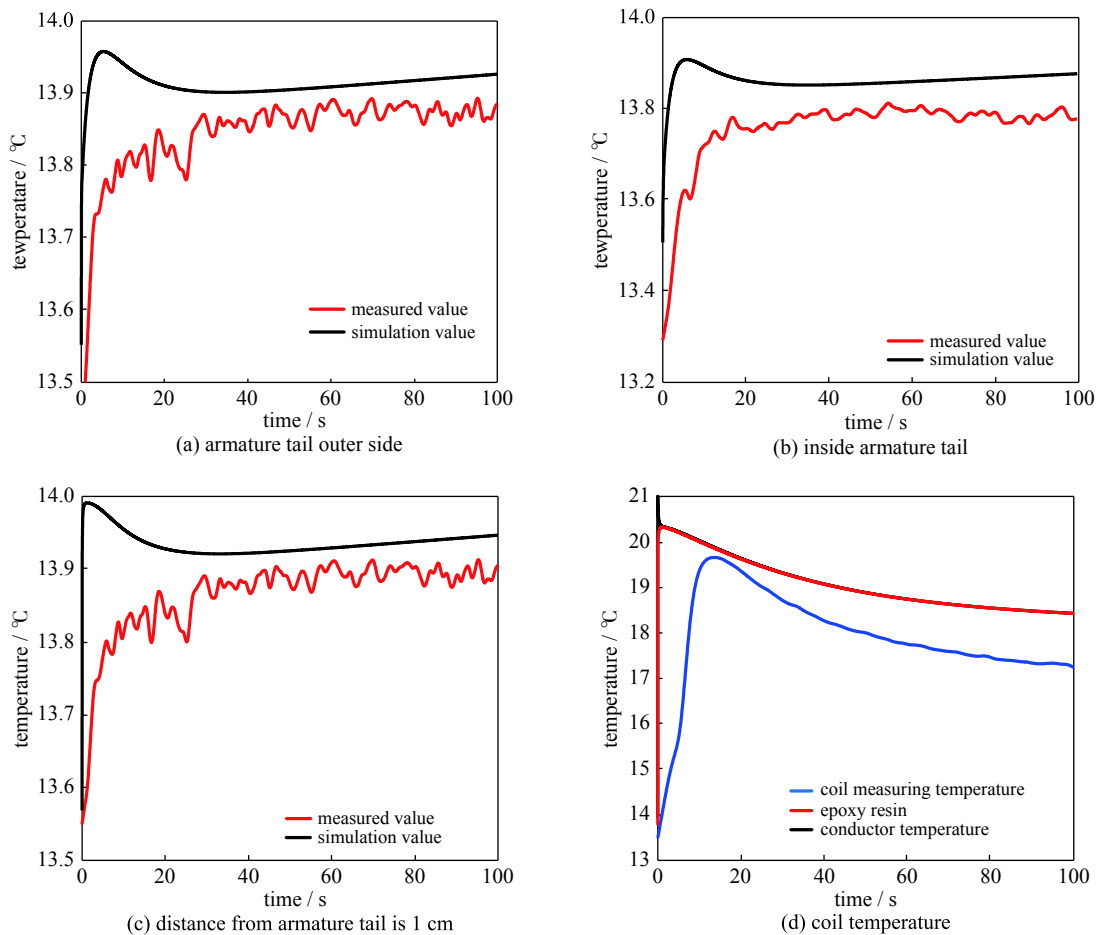 14.0
13.9
13.8
13.7
13.6
13.5
tewperatare / ℃
measured value
simulation value
0 20 40 60 80 100
time / s
(a) armature tail outer side
14.0
13.8
13.6
13.4
13.2
tewperature / ℃
measured value
simulation value
0 20 40 60 80 100
time / s
(b) inside armature tail
14.0
13.9
13.8
13.7
13.6
13.5
temperature / ℃
measured value
simulation value
0 20 40 60 80 100
time / s
(c) distance from armature tail is 1 cm
21
20
19
18
17
16
15
14
13
temperature / ℃
coil measuring temperature
epoxy resin
conductor temperature
0 20 40 60 80 100
time / s
(d) coil temperature